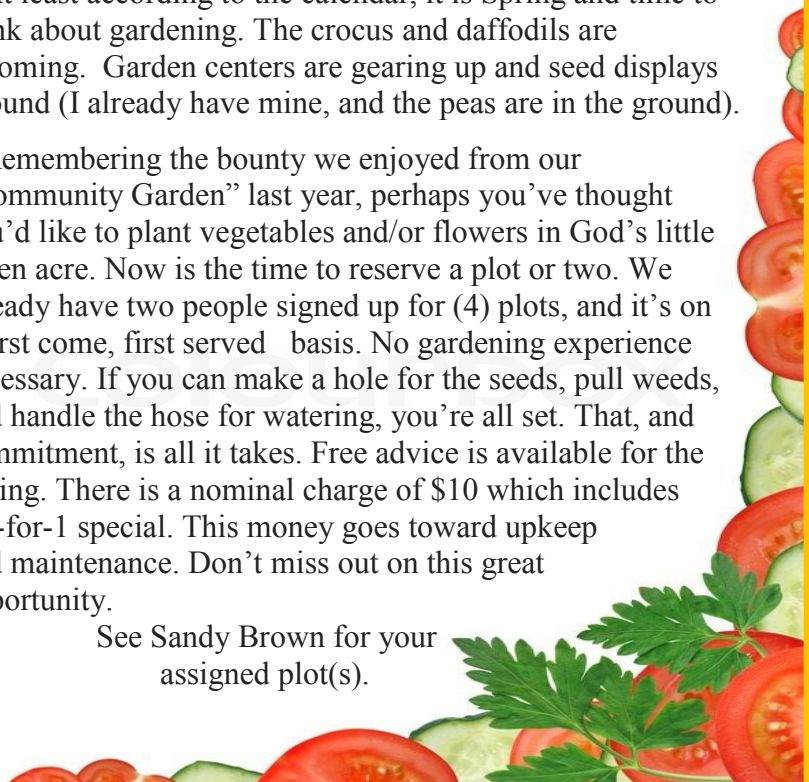 t least according to the calendar, it is Spring and time to
nk about gardening. The crocus and daffodils are
oming. Garden centers are gearing up and seed displays
ound (I already have mine, and the peas are in the ground).
emembering the bounty we enjoyed from our
ommunity Garden” last year, perhaps you’ve thought
u’d like to plant vegetables and/or flowers in God’s little
en acre. Now is the time to reserve a plot or two. We
eady have two people signed up for (4) plots, and it’s on
rst come, first served basis. No gardening experience
essary. If you can make a hole for the seeds, pull weeds,
d handle the hose for watering, you’re all set. That, and
mmitment, is all it takes. Free advice is available for the
ing. There is a nominal charge of $10 which includes
-for-1 special. This money goes toward upkeep
d maintenance. Don’t miss out on this great
portunity.
See Sandy Brown for your
assigned plot(s).
colourbox